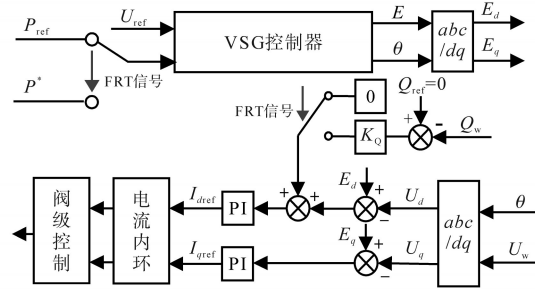 P_ref
U_ref
VSG控制器
E
θ
abc
/dq
E_d
E_q
P*
FRT信号
FRT信号
0
Q_ref=0
K_Q
+
−
Q_w
阀级控制
电流内环
I_dref
PI
+
+
E_d
+
−
U_d
abc
/dq
θ
I_qref
PI
E_q
+
−
U_q
U_w